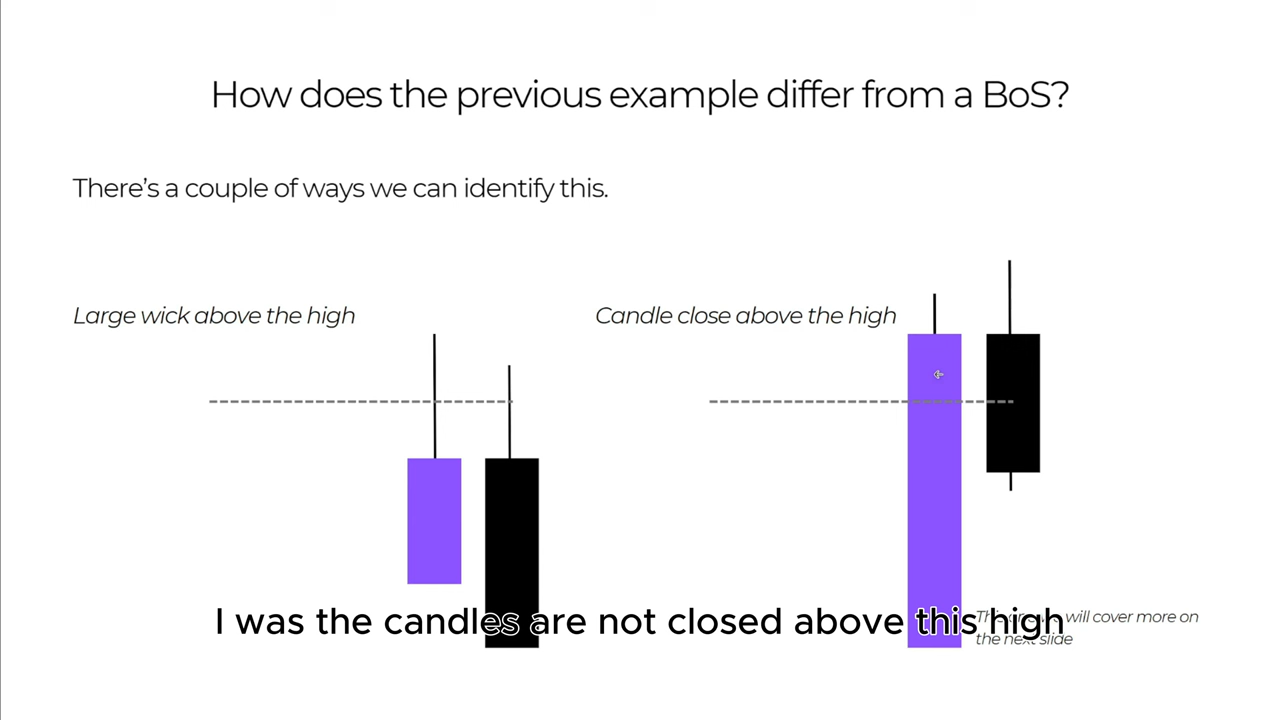 How does the previous example differ from a BoS?
There's a couple of ways we can identify this.
Large wick above the high
Candle close above the high
will cover more on
the next slide
I was the candles are not closed above this high